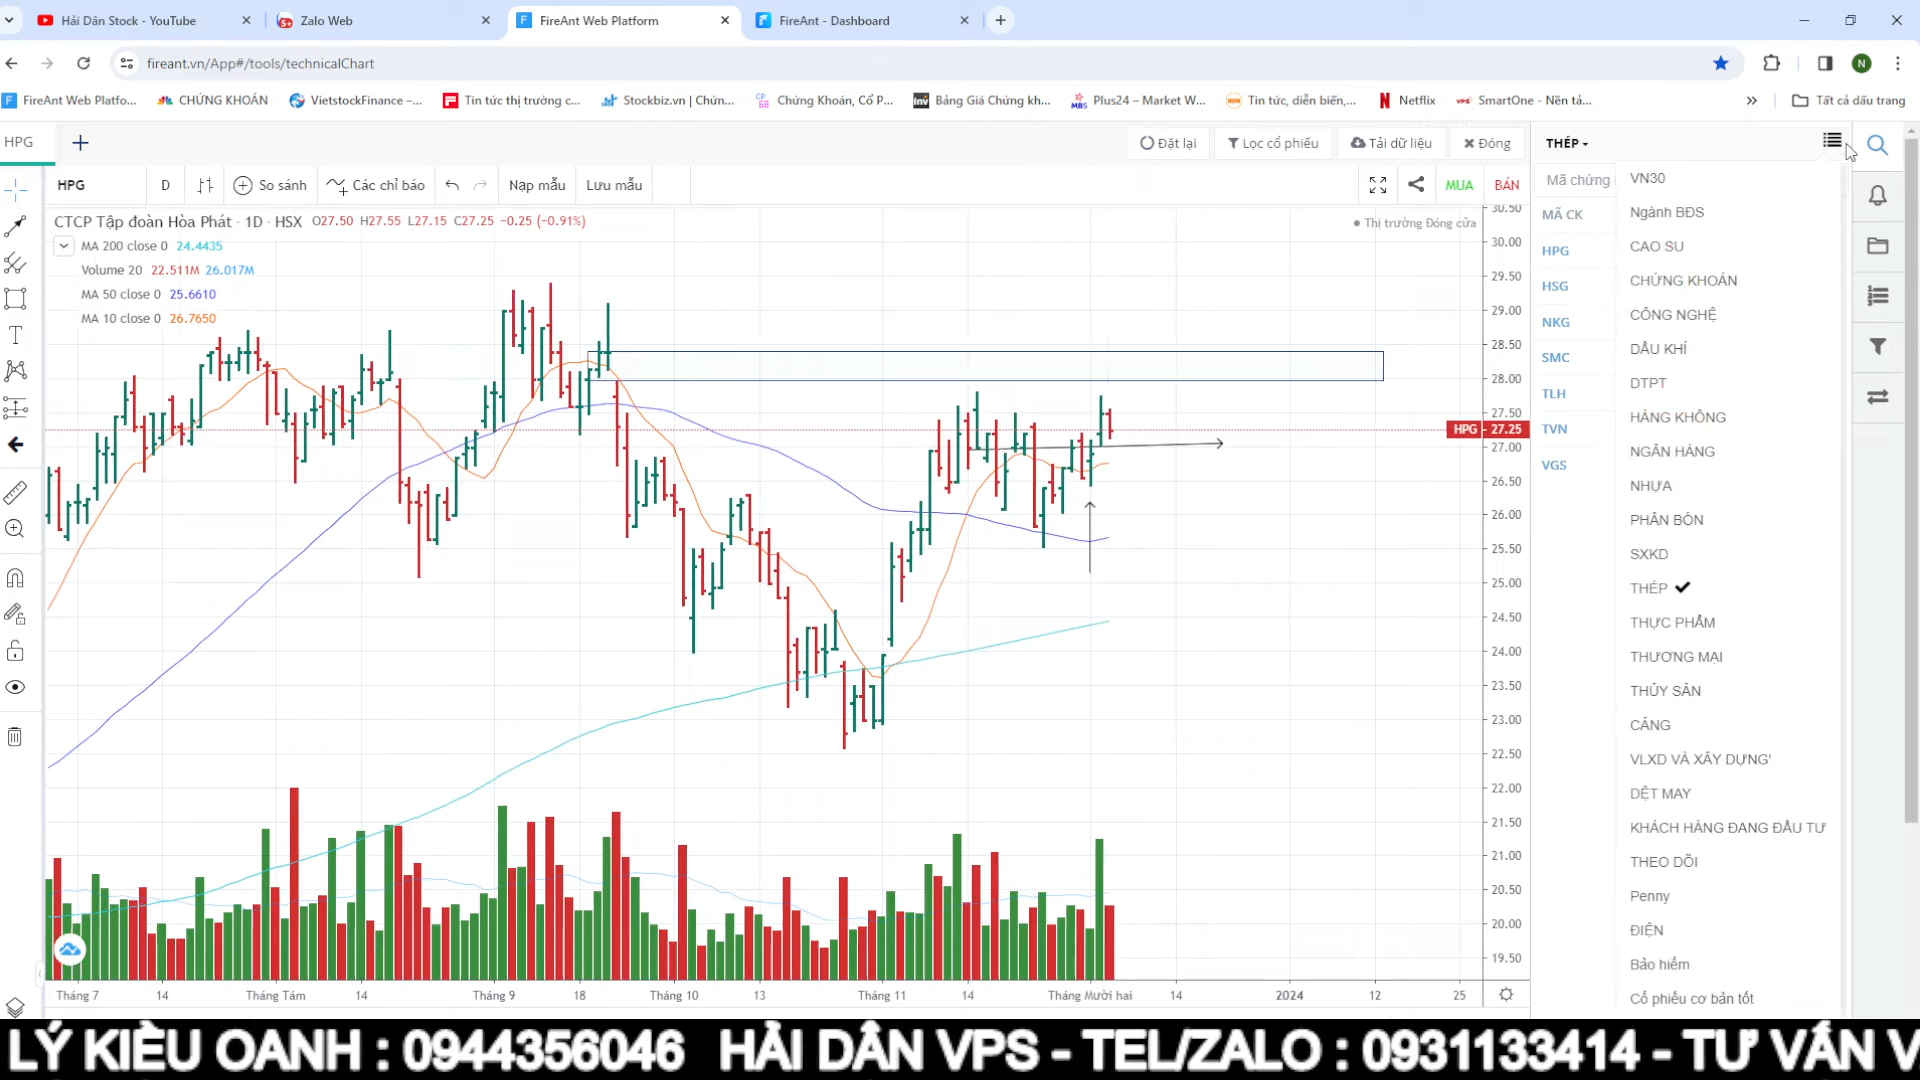 Hải Dân Stock - YouTube
Zalo Web
FireAnt Web Platform
FireAnt - Dashboard
fireant.vn/App#/tools/technicalChart
N
FireAnt Web Platfo...
CHỨNG KHOÁN
VietstockFinance –...
Tin tức thị trường c...
Stockbiz.vn | Chứn...
Chứng Khoán, Cổ P...
Bảng Giá Chứng kh...
Plus24 – Market W...
Tin tức, diễn biến,...
Netflix
SmartOne - Nền tả...
Tất cả dấu trang
HPG
Đặt lại
Lọc cổ phiếu
Tải dữ liệu
Đóng
THÉP
HPG
D
So sánh
Các chỉ báo
Nạp mẫu
Lưu mẫu
MUA
BÁN
CTCP Tập đoàn Hòa Phát - 1D - HSX O27.50 H27.55 L27.15 C27.25 −0.25 (−0.91%)
Thị trường Đóng cửa
MA 200 close 0 24.4435
Volume 20 22.511M 26.017M
MA 50 close 0 25.6610
MA 10 close 0 26.7650
30.50
30.00
29.50
29.00
28.50
28.00
27.50
HPG 27.25
27.00
26.50
26.00
25.50
25.00
24.50
24.00
23.50
23.00
22.50
22.00
21.50
21.00
20.50
20.00
19.50
Tháng 7
14
Tháng Tám
14
Tháng 9
18
Tháng 10
13
Tháng 11
14
Tháng Mười hai
14
2024
12
25
Mã chứng
MÃ CK
HPG
HSG
NKG
SMC
TLH
TVN
VGS
VN30
Ngành BĐS
CAO SU
CHỨNG KHOÁN
CÔNG NGHỆ
DẦU KHÍ
DTPT
HÀNG KHÔNG
NGÂN HÀNG
NHỰA
PHÂN BÓN
SXKD
THÉP
THỰC PHẨM
THƯƠNG MẠI
THỦY SẢN
CẢNG
VLXD VÀ XÂY DỰNG'
DỆT MAY
KHÁCH HÀNG ĐANG ĐẦU TƯ
THEO DÕI
Penny
ĐIỆN
Bảo hiểm
Cổ phiếu cơ bản tốt
LÝ KIỀU OANH : 0944356046 HẢI DÂN VPS - TEL/ZALO : 0931133414 - TƯ VẤN V